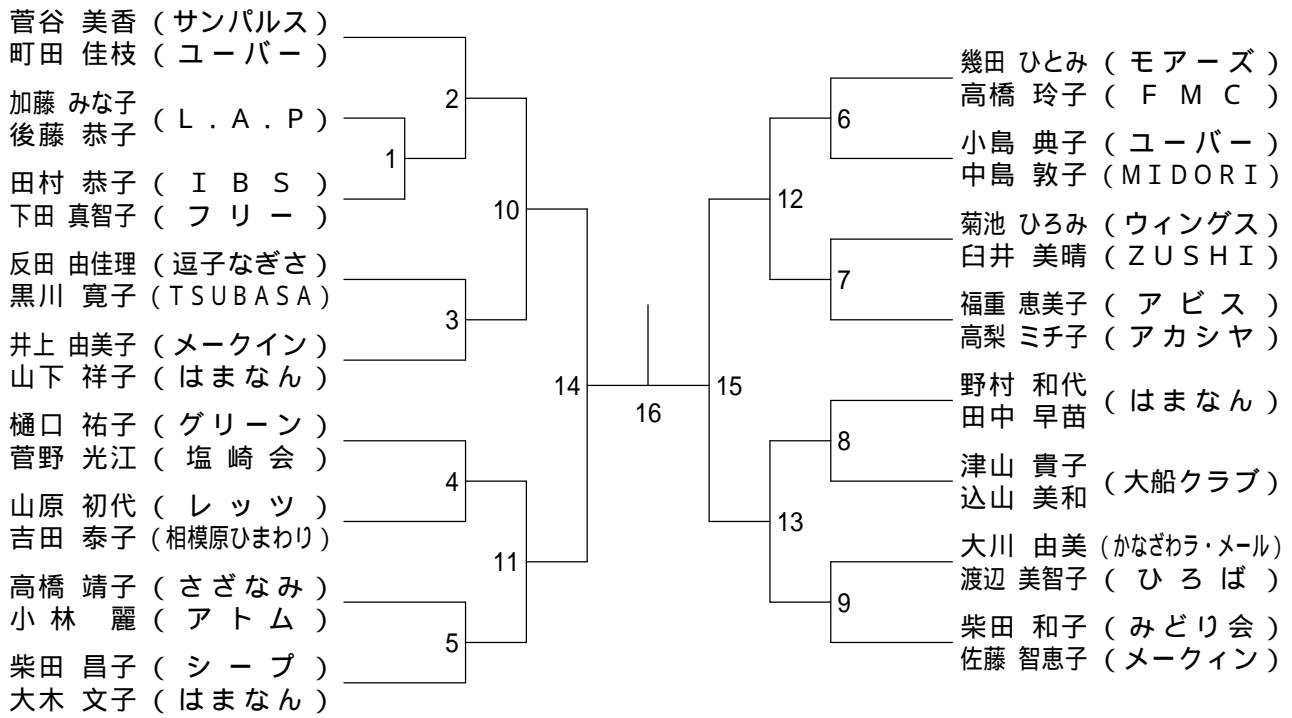 菅谷 美香 (サンパルス)
町田 佳枝 (ユーバー)
加藤 みな子
後藤 恭子
(L.A.P)
田村 恭子 (ＩＢＳ)
下田 真智子 (フリー)
反田 由佳理 (逗子なぎさ)
黒川 寛子 (TSUBASA)
井上 由美子 (メークイン)
山下 祥子 (はまなん)
樋口 祐子 (グリーン)
菅野 光江 (塩崎会)
山原 初代 (レッツ)
吉田 泰子 (相模原ひまわり)
高橋 靖子 (さざなみ)
小林 麗 (アトム)
柴田 昌子 (シープ)
大木 文子 (はまなん)
1
2
3
4
5
10
11
14
16
15
12
13
6
7
8
9
幾田 ひとみ (モアーズ)
高橋 玲子 (ＦＭＣ)
小島 典子 (ユーバー)
中島 敦子 (MIDORI)
菊池 ひろみ (ウィングス)
臼井 美晴 (ZUSHI)
福重 恵美子 (アビス)
高梨 ミチ子 (アカシヤ)
野村 和代
田中 早苗
(はまなん)
津山 貴子
込山 美和
(大船クラブ)
大川 由美 (かなざわラ・メール)
渡辺 美智子 (ひろば)
柴田 和子 (みどり会)
佐藤 智恵子 (メークィン)